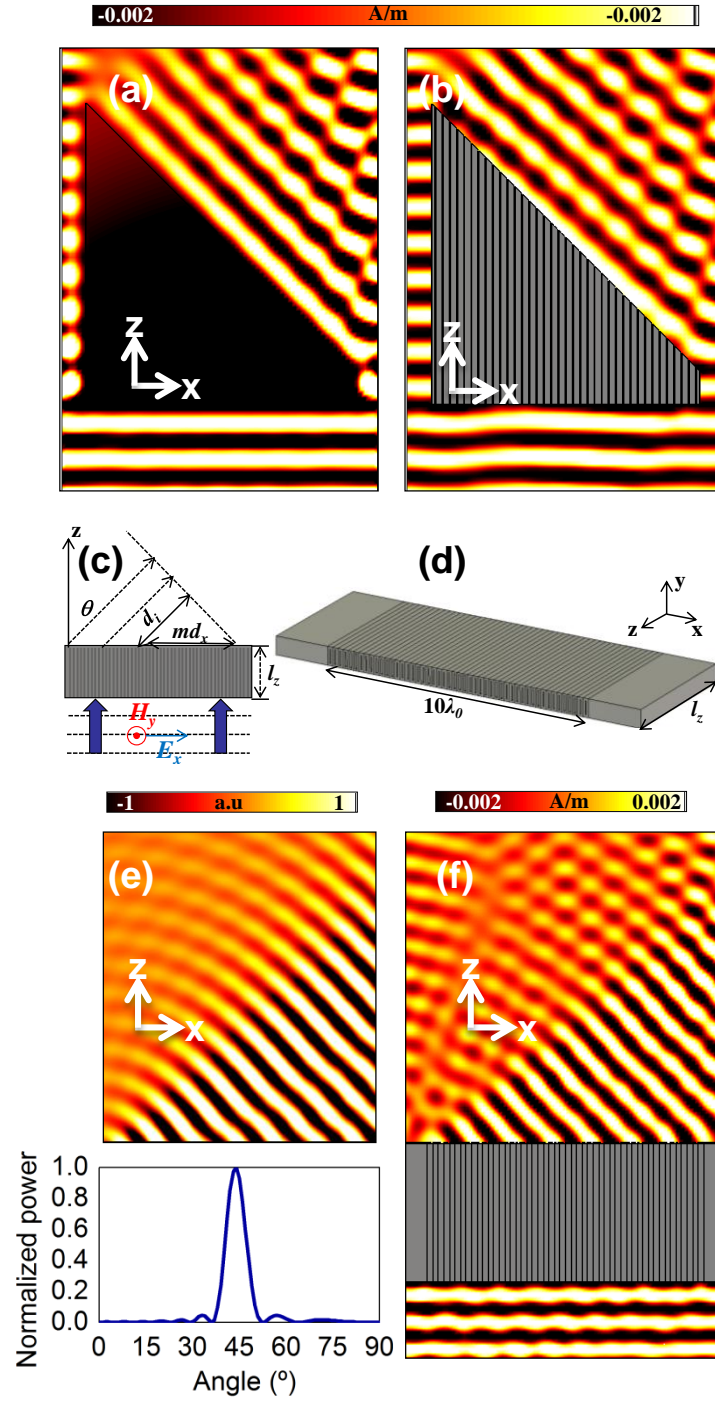 -0.002 A/m -0.002
(a) (b)
z z
x x
z (c) (d)
θ d_i md_x l_z
y
z x
10λ_0 l_z
H_y
E_x
-1 a.u 1 -0.002 A/m 0.002
(e) (f)
z z
x x
Normalized power
1.0
0.8
0.6
0.4
0.2
0.0
0 15 30 45 60 75 90
Angle (º)